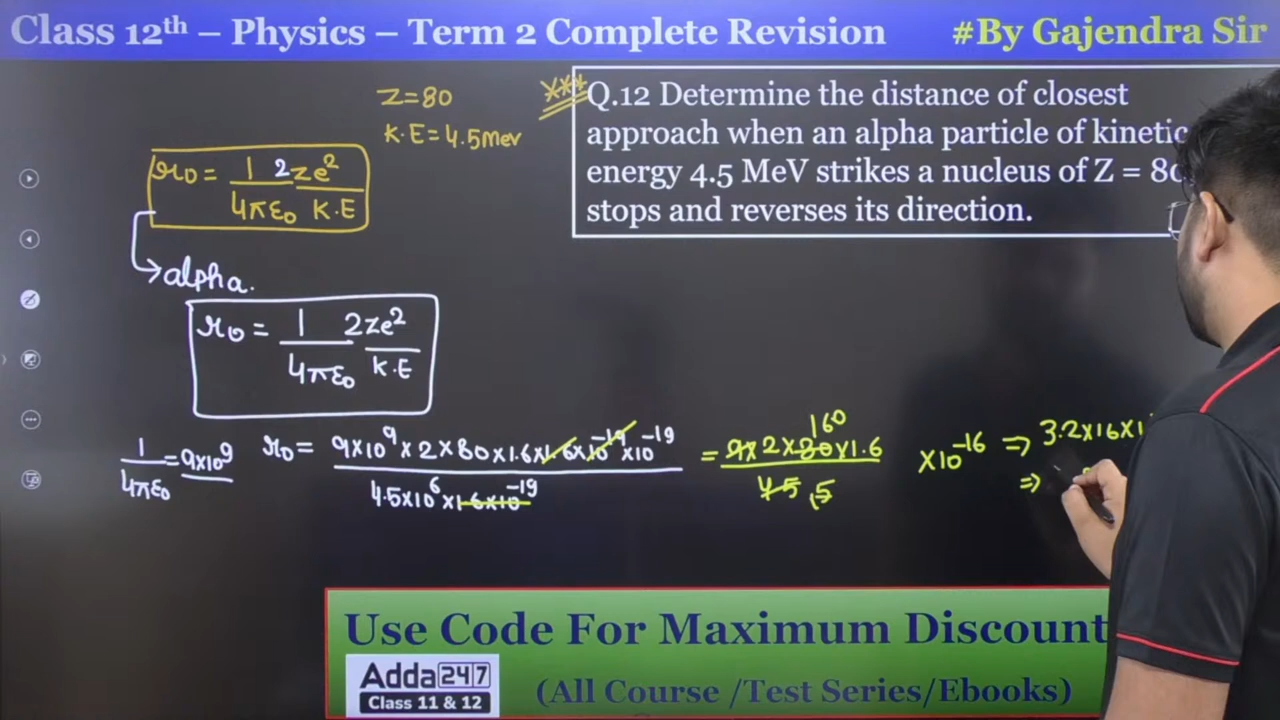 Class 12th – Physics – Term 2 Complete Revision #By Gajendra Sir
Z=80
K.E=4.5Mev
Q.12 Determine the distance of closest
approach when an alpha particle of kinetic
energy 4.5 MeV strikes a nucleus of Z = 80
stops and reverses its direction.
r0 = 1/4πε0 2ze²/K.E
alpha.
r0 = 1/4πε0 2ze²/K.E
1/4πε0 = 9×10⁹ r0 = 9×10⁹×2×80×1.6×1.6×10⁻¹⁹×10⁻¹⁹/4.5×10⁶×1.6×10⁻¹⁹ = 9×2×80×1.6/4.5 ×10⁻¹⁶ ⇒ 3.2×16×1
160
.5
⇒
Use Code For Maximum Discount
Adda247
Class 11 & 12
(All Course /Test Series/Ebooks)